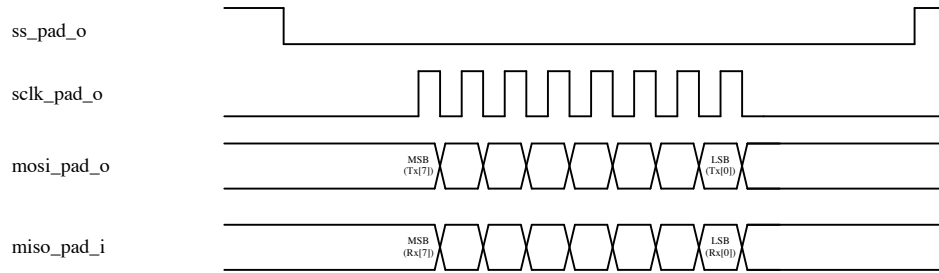 ss_pad_o
sclk_pad_o
mosi_pad_o
MSB
(Tx[7])
LSB
(Tx[0])
miso_pad_i
MSB
(Rx[7])
LSB
(Rx[0])